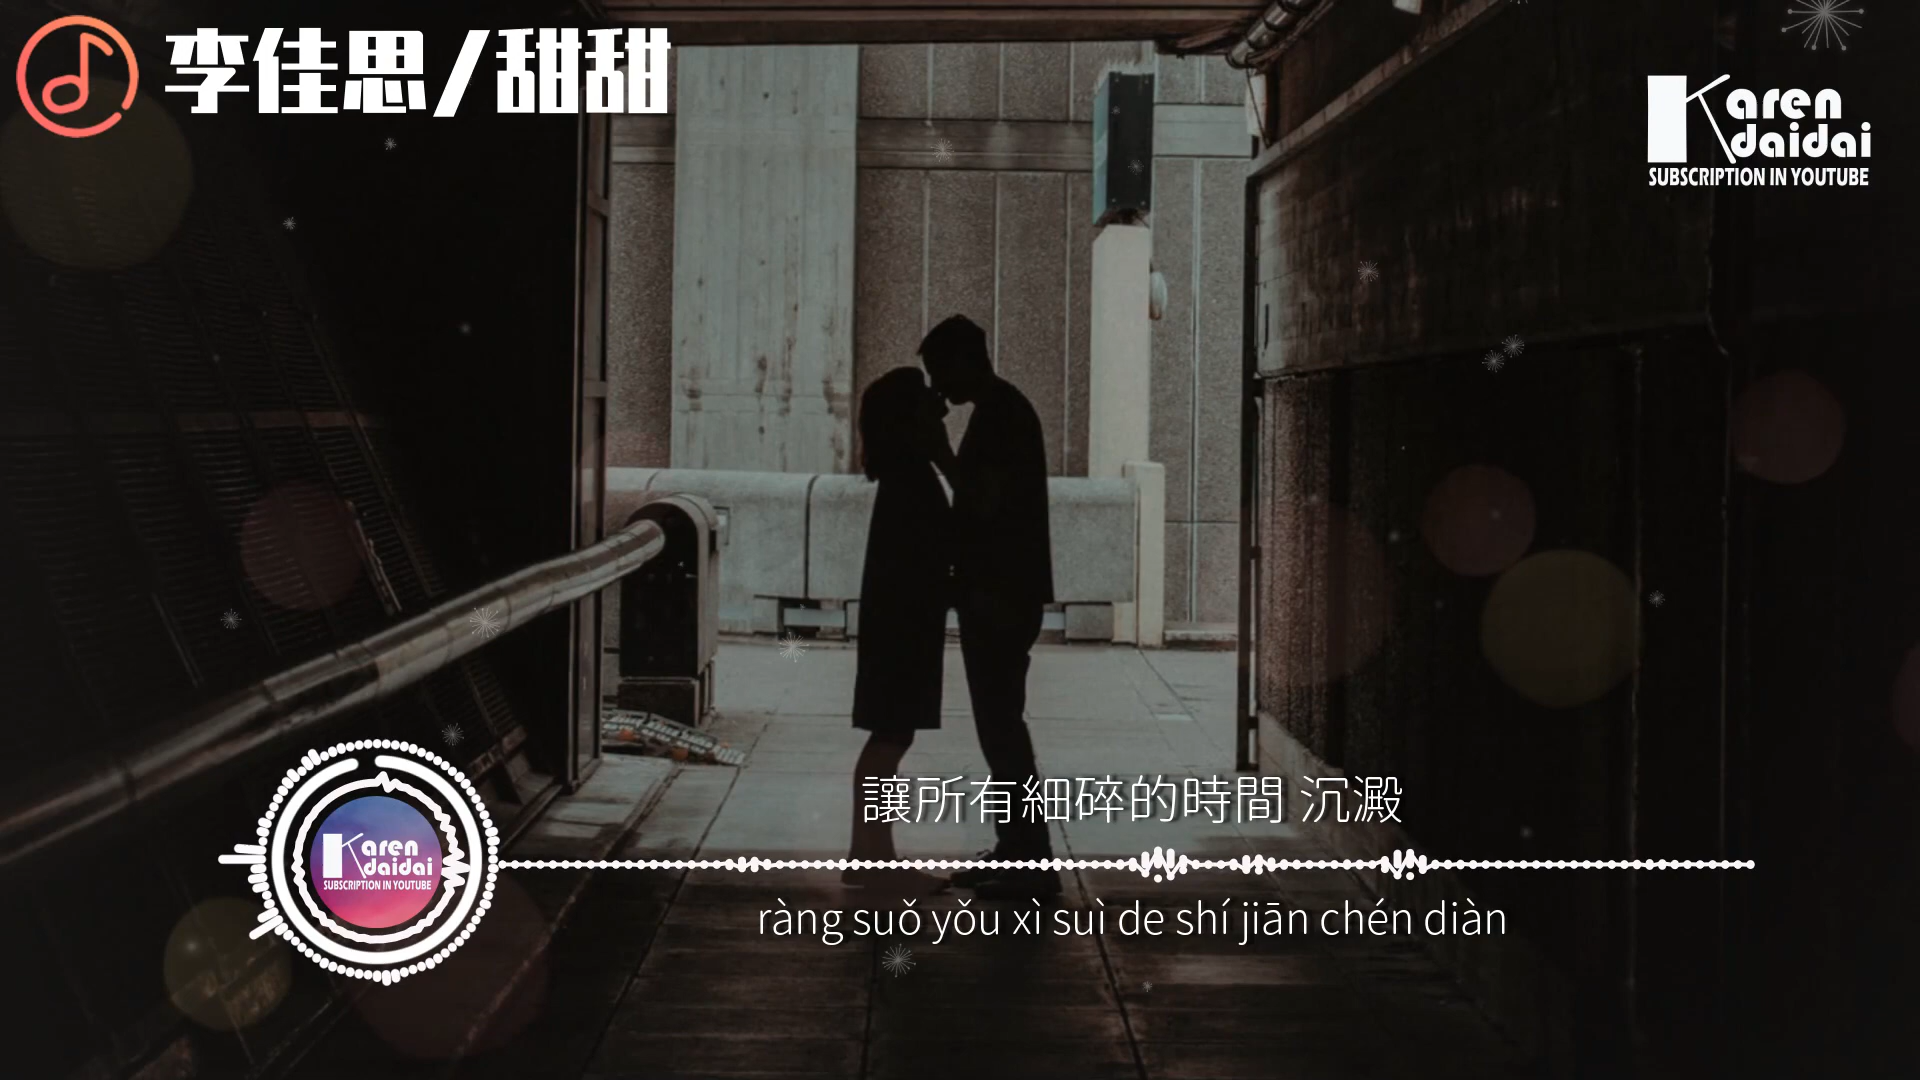 李佳思/甜甜
Karen
daidai
SUBSCRIPTION IN YOUTUBE
讓所有細碎的時間 沉澱
ràng suǒ yǒu xì suì de shí jiān chén diàn
Karen
daidai
SUBSCRIPTION IN YOUTUBE